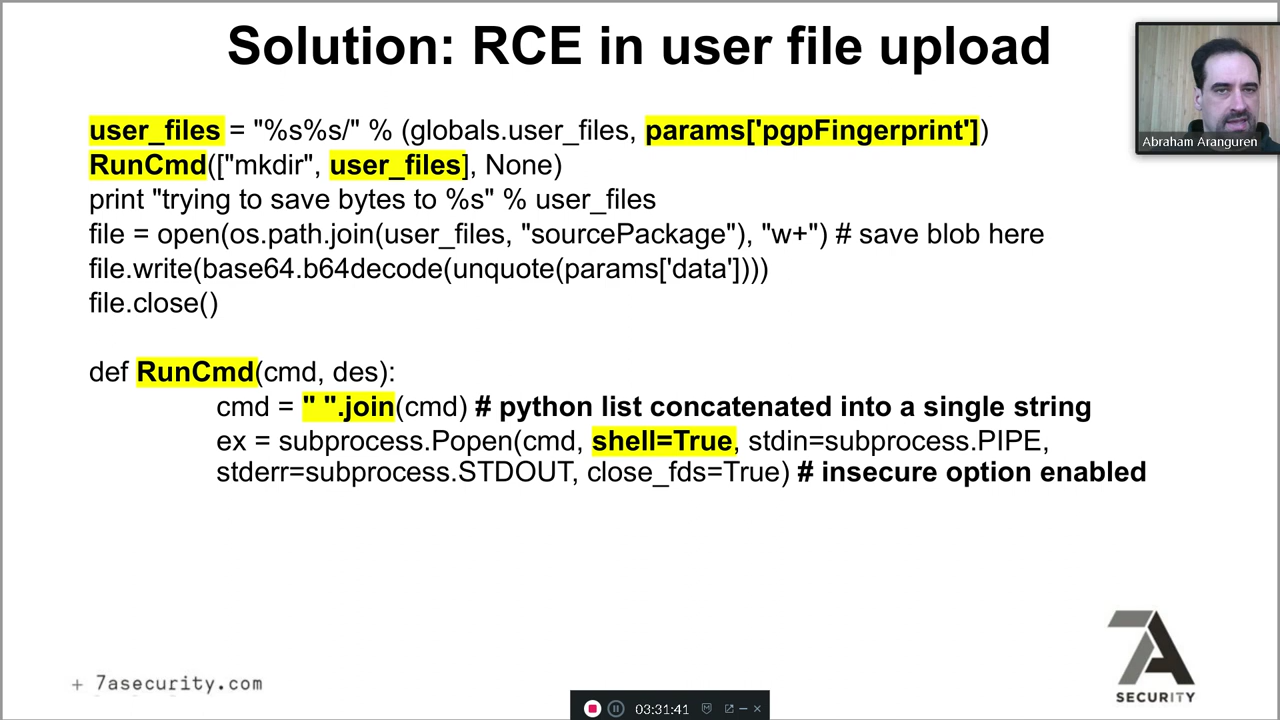 Solution: RCE in user file upload
Abraham Aranguren
user_files = "%s%s/" % (globals.user_files, params['pgpFingerprint'])
RunCmd(["mkdir", user_files], None)
print "trying to save bytes to %s" % user_files
file = open(os.path.join(user_files, "sourcePackage"), "w+") # save blob here
file.write(base64.b64decode(unquote(params['data'])))
file.close()
def RunCmd(cmd, des):
cmd = " ".join(cmd) # python list concatenated into a single string
ex = subprocess.Popen(cmd, shell=True, stdin=subprocess.PIPE,
stderr=subprocess.STDOUT, close_fds=True) # insecure option enabled
+ 7asecurity.com
7A
SECURITY
03:31:41